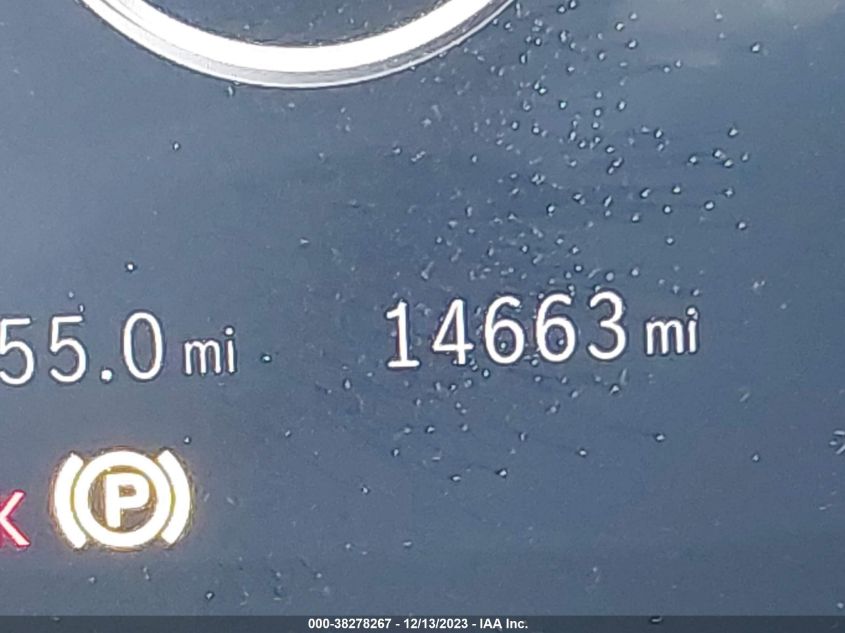 55.0 mi 14663 mi
P
000-38278267 - 12/13/2023 - IAA Inc.